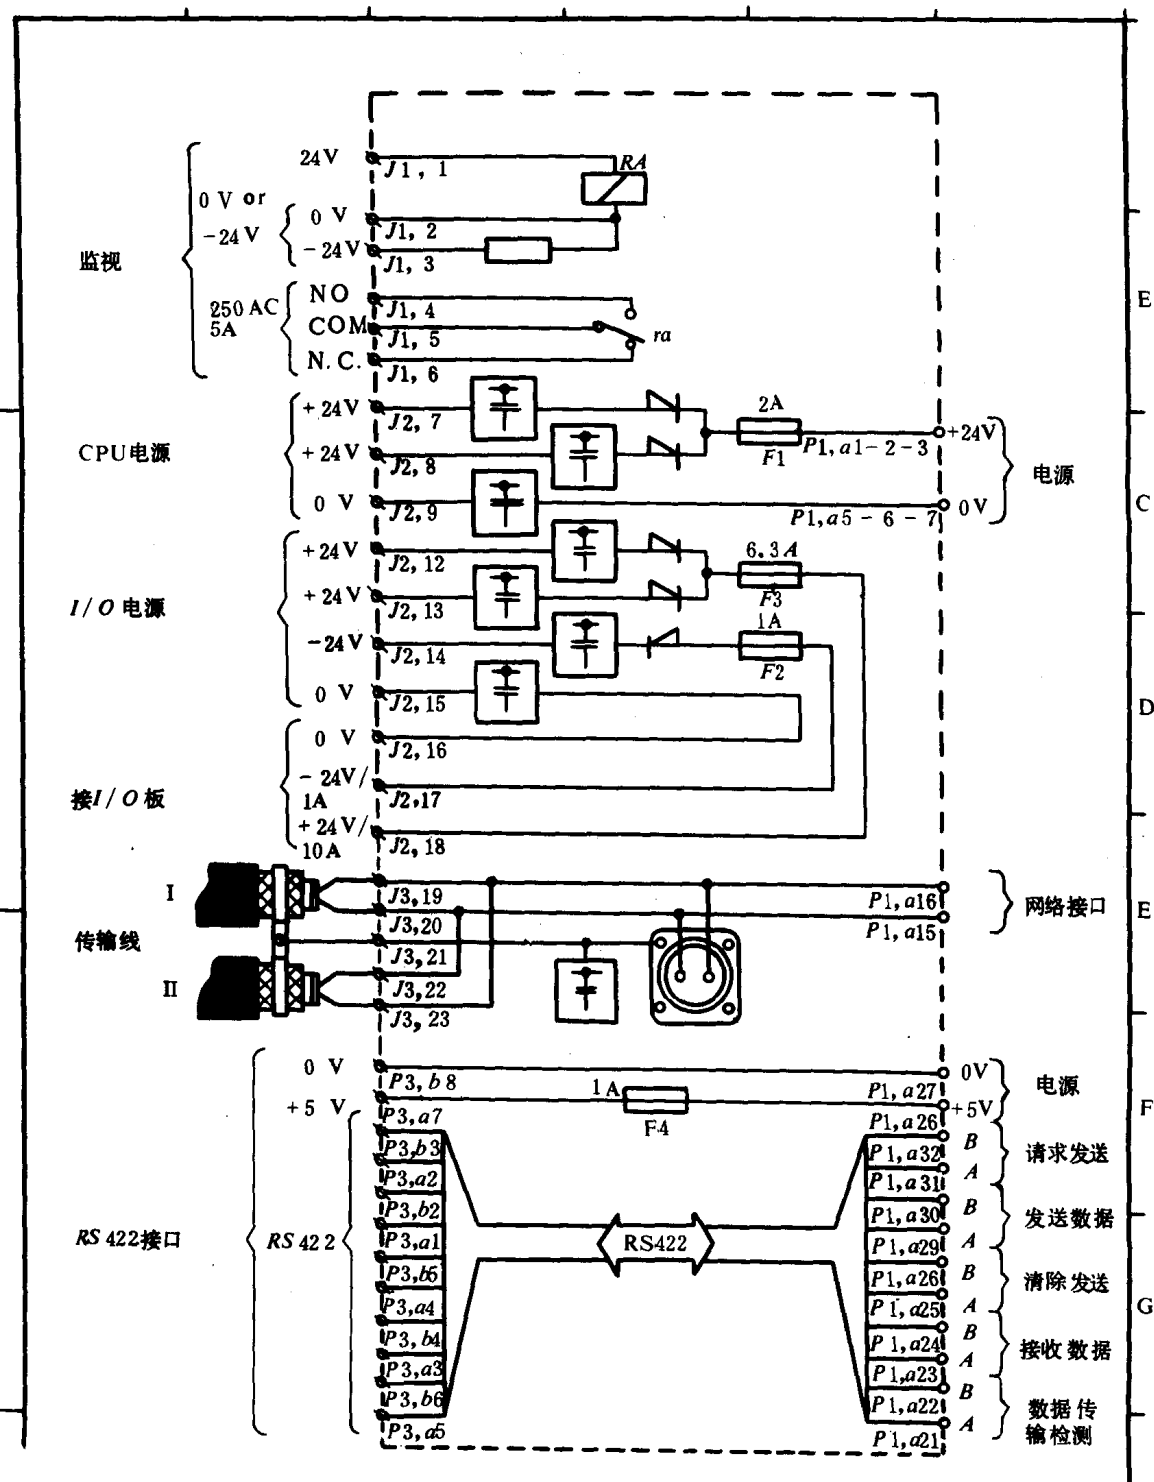 24V
J1, 1
RA
0 V or
-24V
0 V
J1, 2
-24V
J1, 3
监视
250 AC
5A
NO
J1, 4
COM
J1, 5
ra
N.C.
J1, 6
E
CPU电源
+24V
J2, 7
+24V
J2, 8
0 V
J2, 9
2A
F1
P1, a1-2-3
+24V
电源
P1, a5-6-7
0V
C
I/O电源
+24V
J2, 12
+24V
J2, 13
-24V
J2, 14
0 V
J2, 15
6.3A
F3
1A
F2
D
接I/O板
0 V
J2, 16
-24V/
1A
J2,17
+24V/
10A
J2, 18
I
传输线
II
J3, 19
J3, 20
J3, 21
J3, 22
J3, 23
P1, a16
P1, a15
网络接口
E
0 V
P3, b8
+5 V
P3, a7
1A
F4
P1, a27
0V
P1, a26
+5V
电源
F
RS422接口
RS422
P3,b3
P3,a2
P3,b2
P3,a1
P3,b5
P3,a4
P3,b4
P3,a3
P3,b6
P3,a5
RS422
P1, a32
P1, a31
P1, a30
P1, a29
P1, a26
P1, a25
P1, a24
P1,a23
P1, a22
P1, a21
B
A
请求发送
B
A
发送数据
B
A
清除发送
B
A
接收数据
B
A
数据传
输检测
G